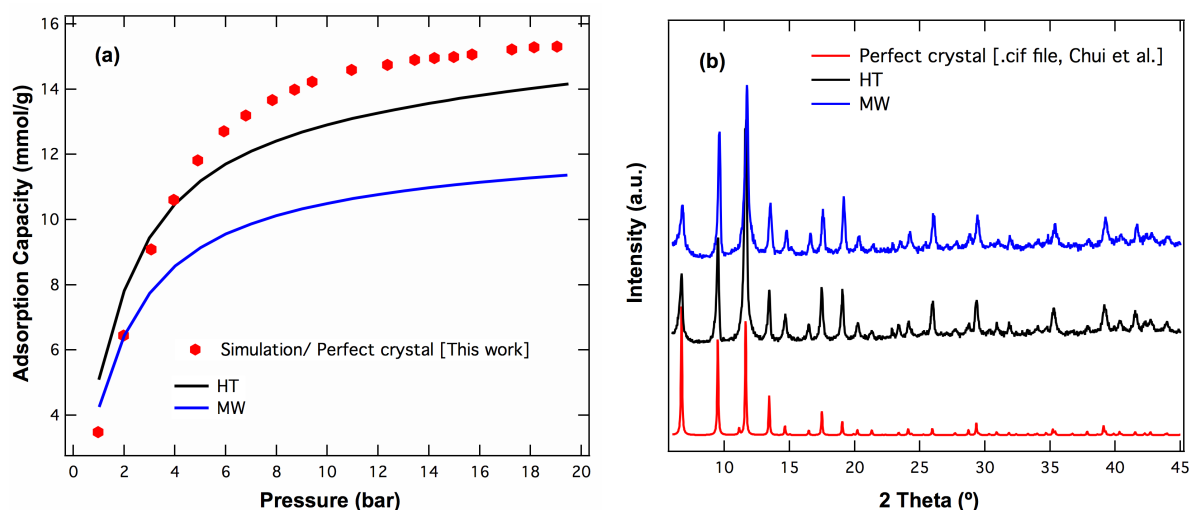 (a)
Adsorption Capacity (mmol/g)
16
14
12
10
8
6
4
Simulation/ Perfect crystal [This work]
HT
MW
0 2 4 6 8 10 12 14 16 18 20
Pressure (bar)
(b)
Intensity (a.u.)
Perfect crystal [.cif file, Chui et al.]
HT
MW
10 15 20 25 30 35 40 45
2 Theta (º)